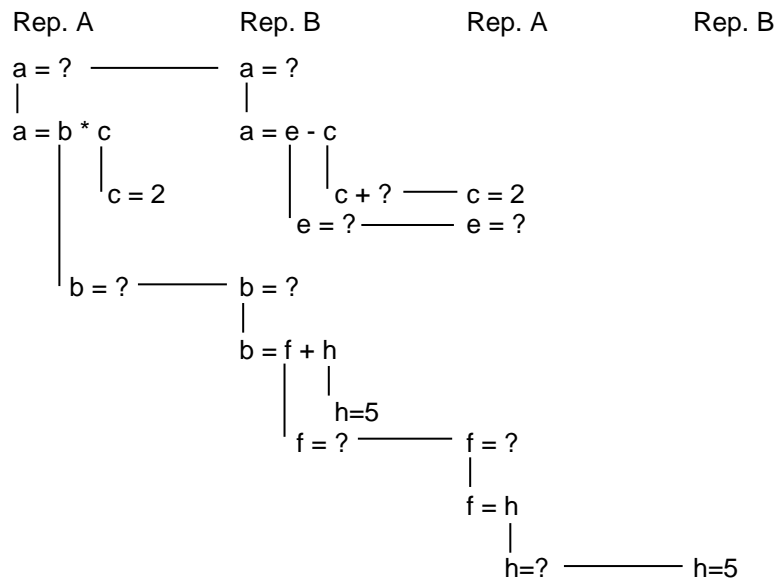 Rep. A Rep. B Rep. A Rep. B
a = ? a = ?
a = b * c a = e - c
c = 2 c + ? c = 2
e = ? e = ?
b = ? b = ?
b = f + h
h=5
f = ? f = ?
f = h
h=? h=5